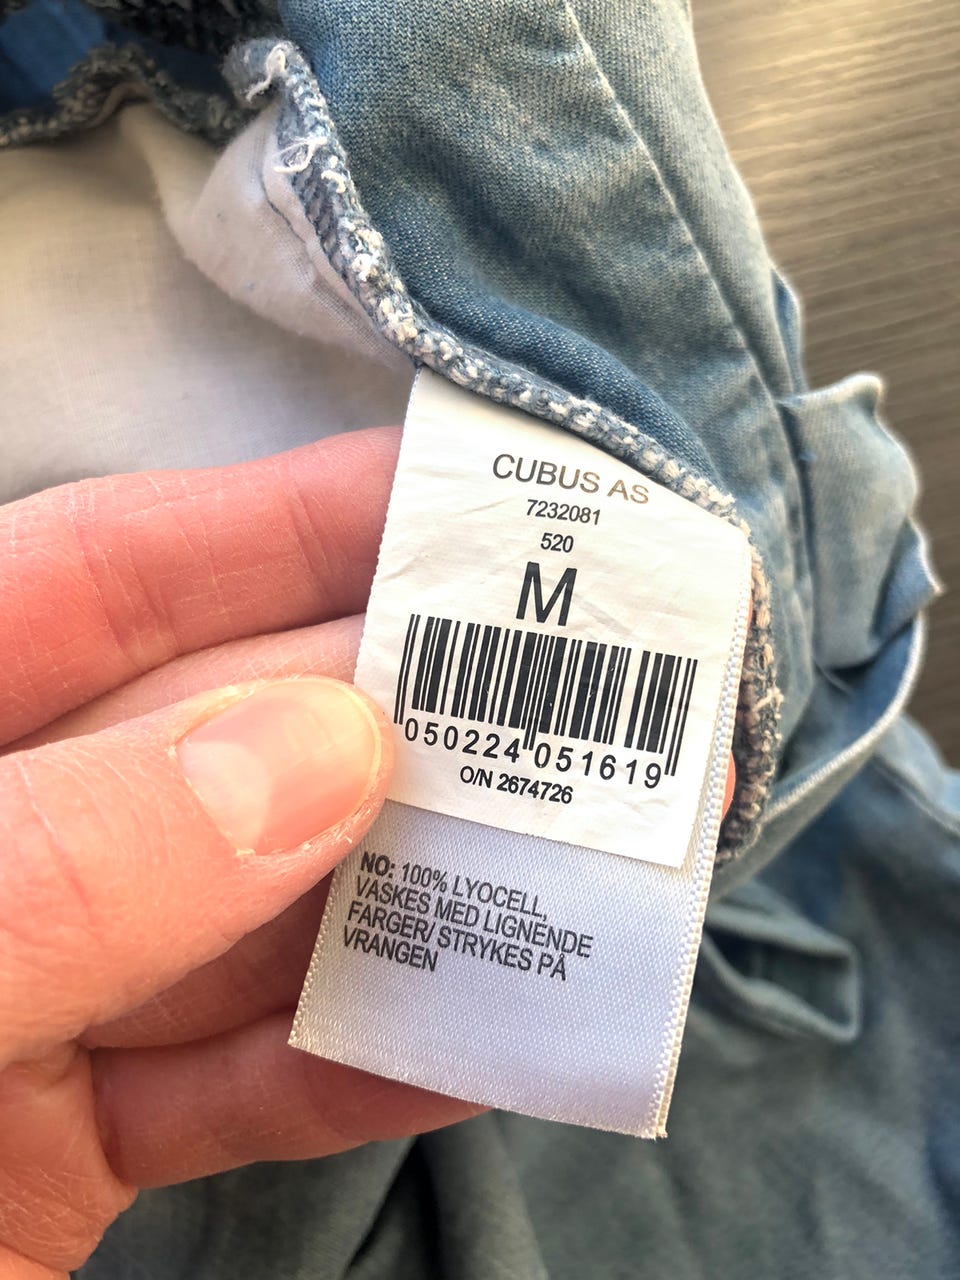 CUBUS AS
7232081
520
M
050224 051619
O/N 2674726
NO: 100% LYOCELL,
VASKES MED LIGNENDE
FARGER/ STRYKES PÅ
VRANGEN